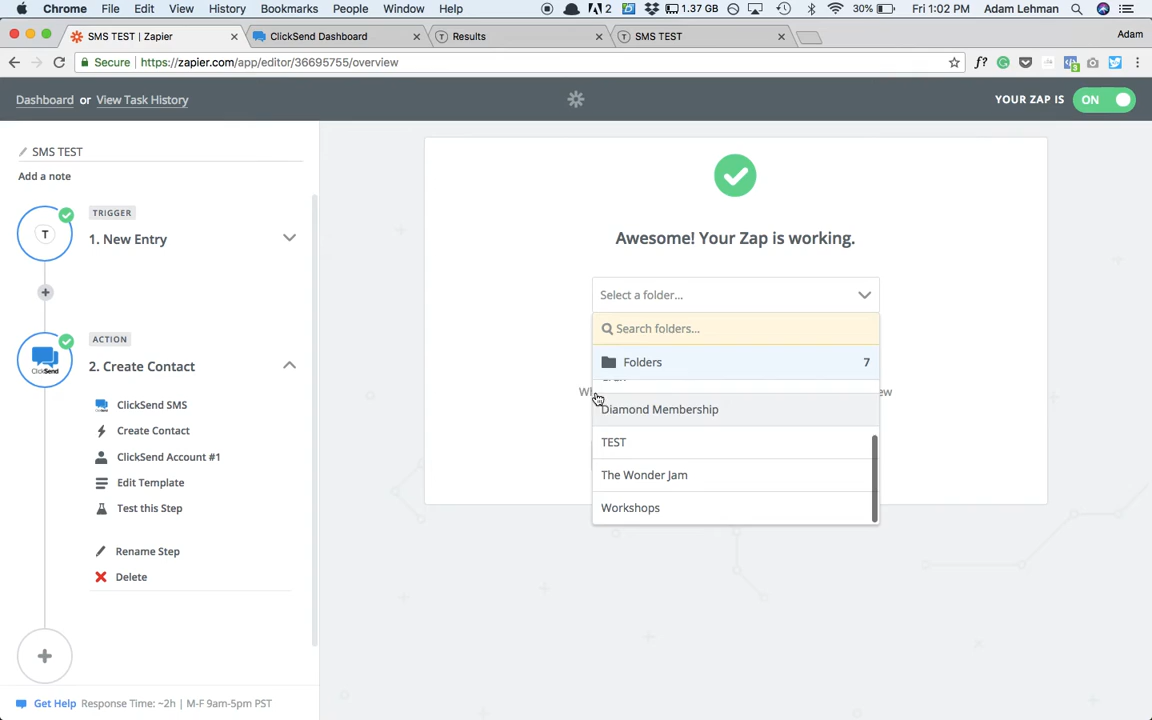 Chrome File Edit View History Bookmarks People Window Help 2 1.37 GB 30% Fri 1:02 PM Adam Lehman
SMS TEST | Zapier ClickSend Dashboard Results SMS TEST Adam
Secure https://zapier.com/app/editor/36695755/overview
Dashboard or View Task History YOUR ZAP IS ON
SMS TEST
Add a note
TRIGGER
T
1. New Entry
ACTION
ClickSend
2. Create Contact
ClickSend SMS
Create Contact
ClickSend Account #1
Edit Template
Test this Step
Rename Step
Delete
Get Help Response Time: ~2h | M-F 9am-5pm PST
Awesome! Your Zap is working.
Select a folder...
Search folders...
Folders 7
Diamond Membership
TEST
The Wonder Jam
Workshops